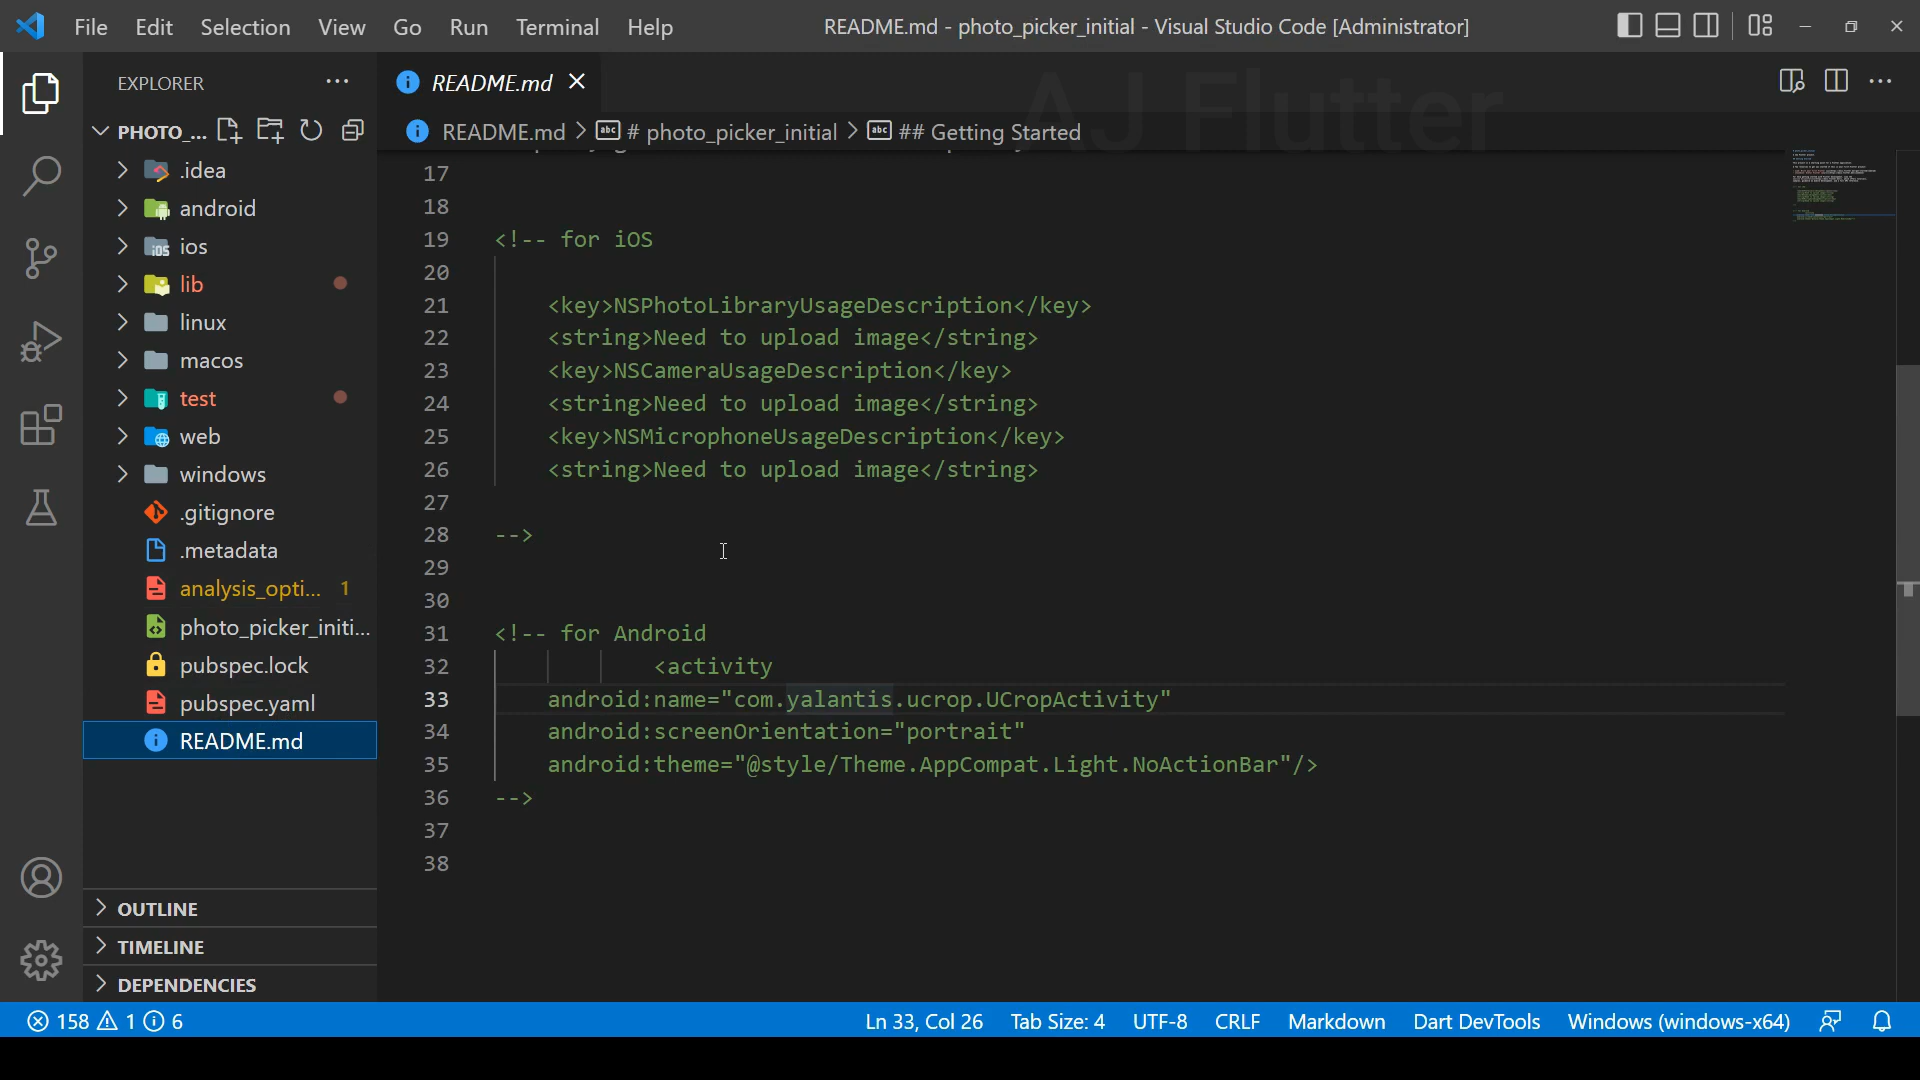 File Edit Selection View Go Run Terminal Help README.md - photo_picker_initial - Visual Studio Code [Administrator]
EXPLORER
README.md
AJ Flutter
PHOTO_...
README.md > # photo_picker_initial > ## Getting Started
.idea
android
ios
lib
linux
macos
test
web
windows
.gitignore
.metadata
analysis_opti... 1
photo_picker_initi...
pubspec.lock
pubspec.yaml
README.md
OUTLINE
TIMELINE
DEPENDENCIES
17
18
19 <!-- for iOS
20
21 <key>NSPhotoLibraryUsageDescription</key>
22 <string>Need to upload image</string>
23 <key>NSCameraUsageDescription</key>
24 <string>Need to upload image</string>
25 <key>NSMicrophoneUsageDescription</key>
26 <string>Need to upload image</string>
27
28 -->
29
30
31 <!-- for Android
32 <activity
33 android:name="com.yalantis.ucrop.UCropActivity"
34 android:screenOrientation="portrait"
35 android:theme="@style/Theme.AppCompat.Light.NoActionBar"/>
36 -->
37
38
158 1 6 Ln 33, Col 26 Tab Size: 4 UTF-8 CRLF Markdown Dart DevTools Windows (windows-x64)